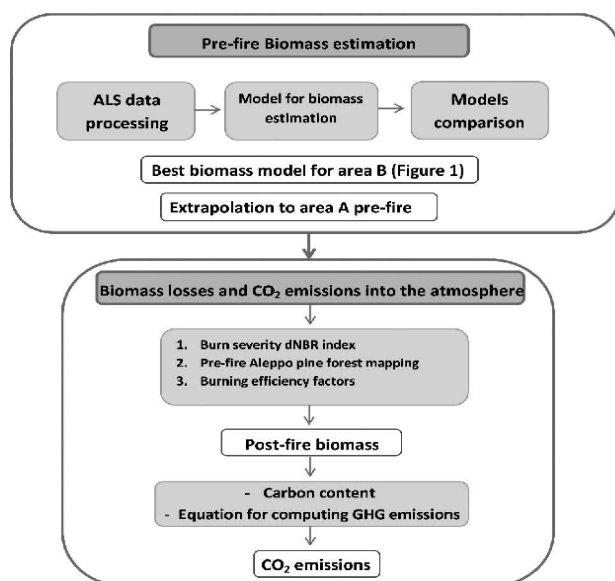 Pre-fire Biomass estimation
ALS data
processing
Model for biomass
estimation
Models
comparison
Best biomass model for area B (Figure 1)
Extrapolation to area A pre-fire
Biomass losses and CO₂ emissions into the atmosphere
1. Burn severity dNBR index
2. Pre-fire Aleppo pine forest mapping
3. Burning efficiency factors
Post-fire biomass
- Carbon content
- Equation for computing GHG emissions
CO₂ emissions